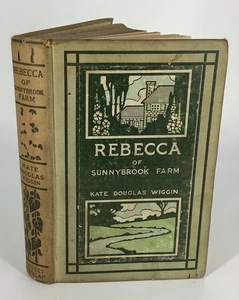 REBECCA
OF
SUNNYBROOK
FARM
KATE
DOUGLAS
WIGGIN
REBECCA
OF
SUNNYBROOK FARM
KATE DOUGLAS WIGGIN